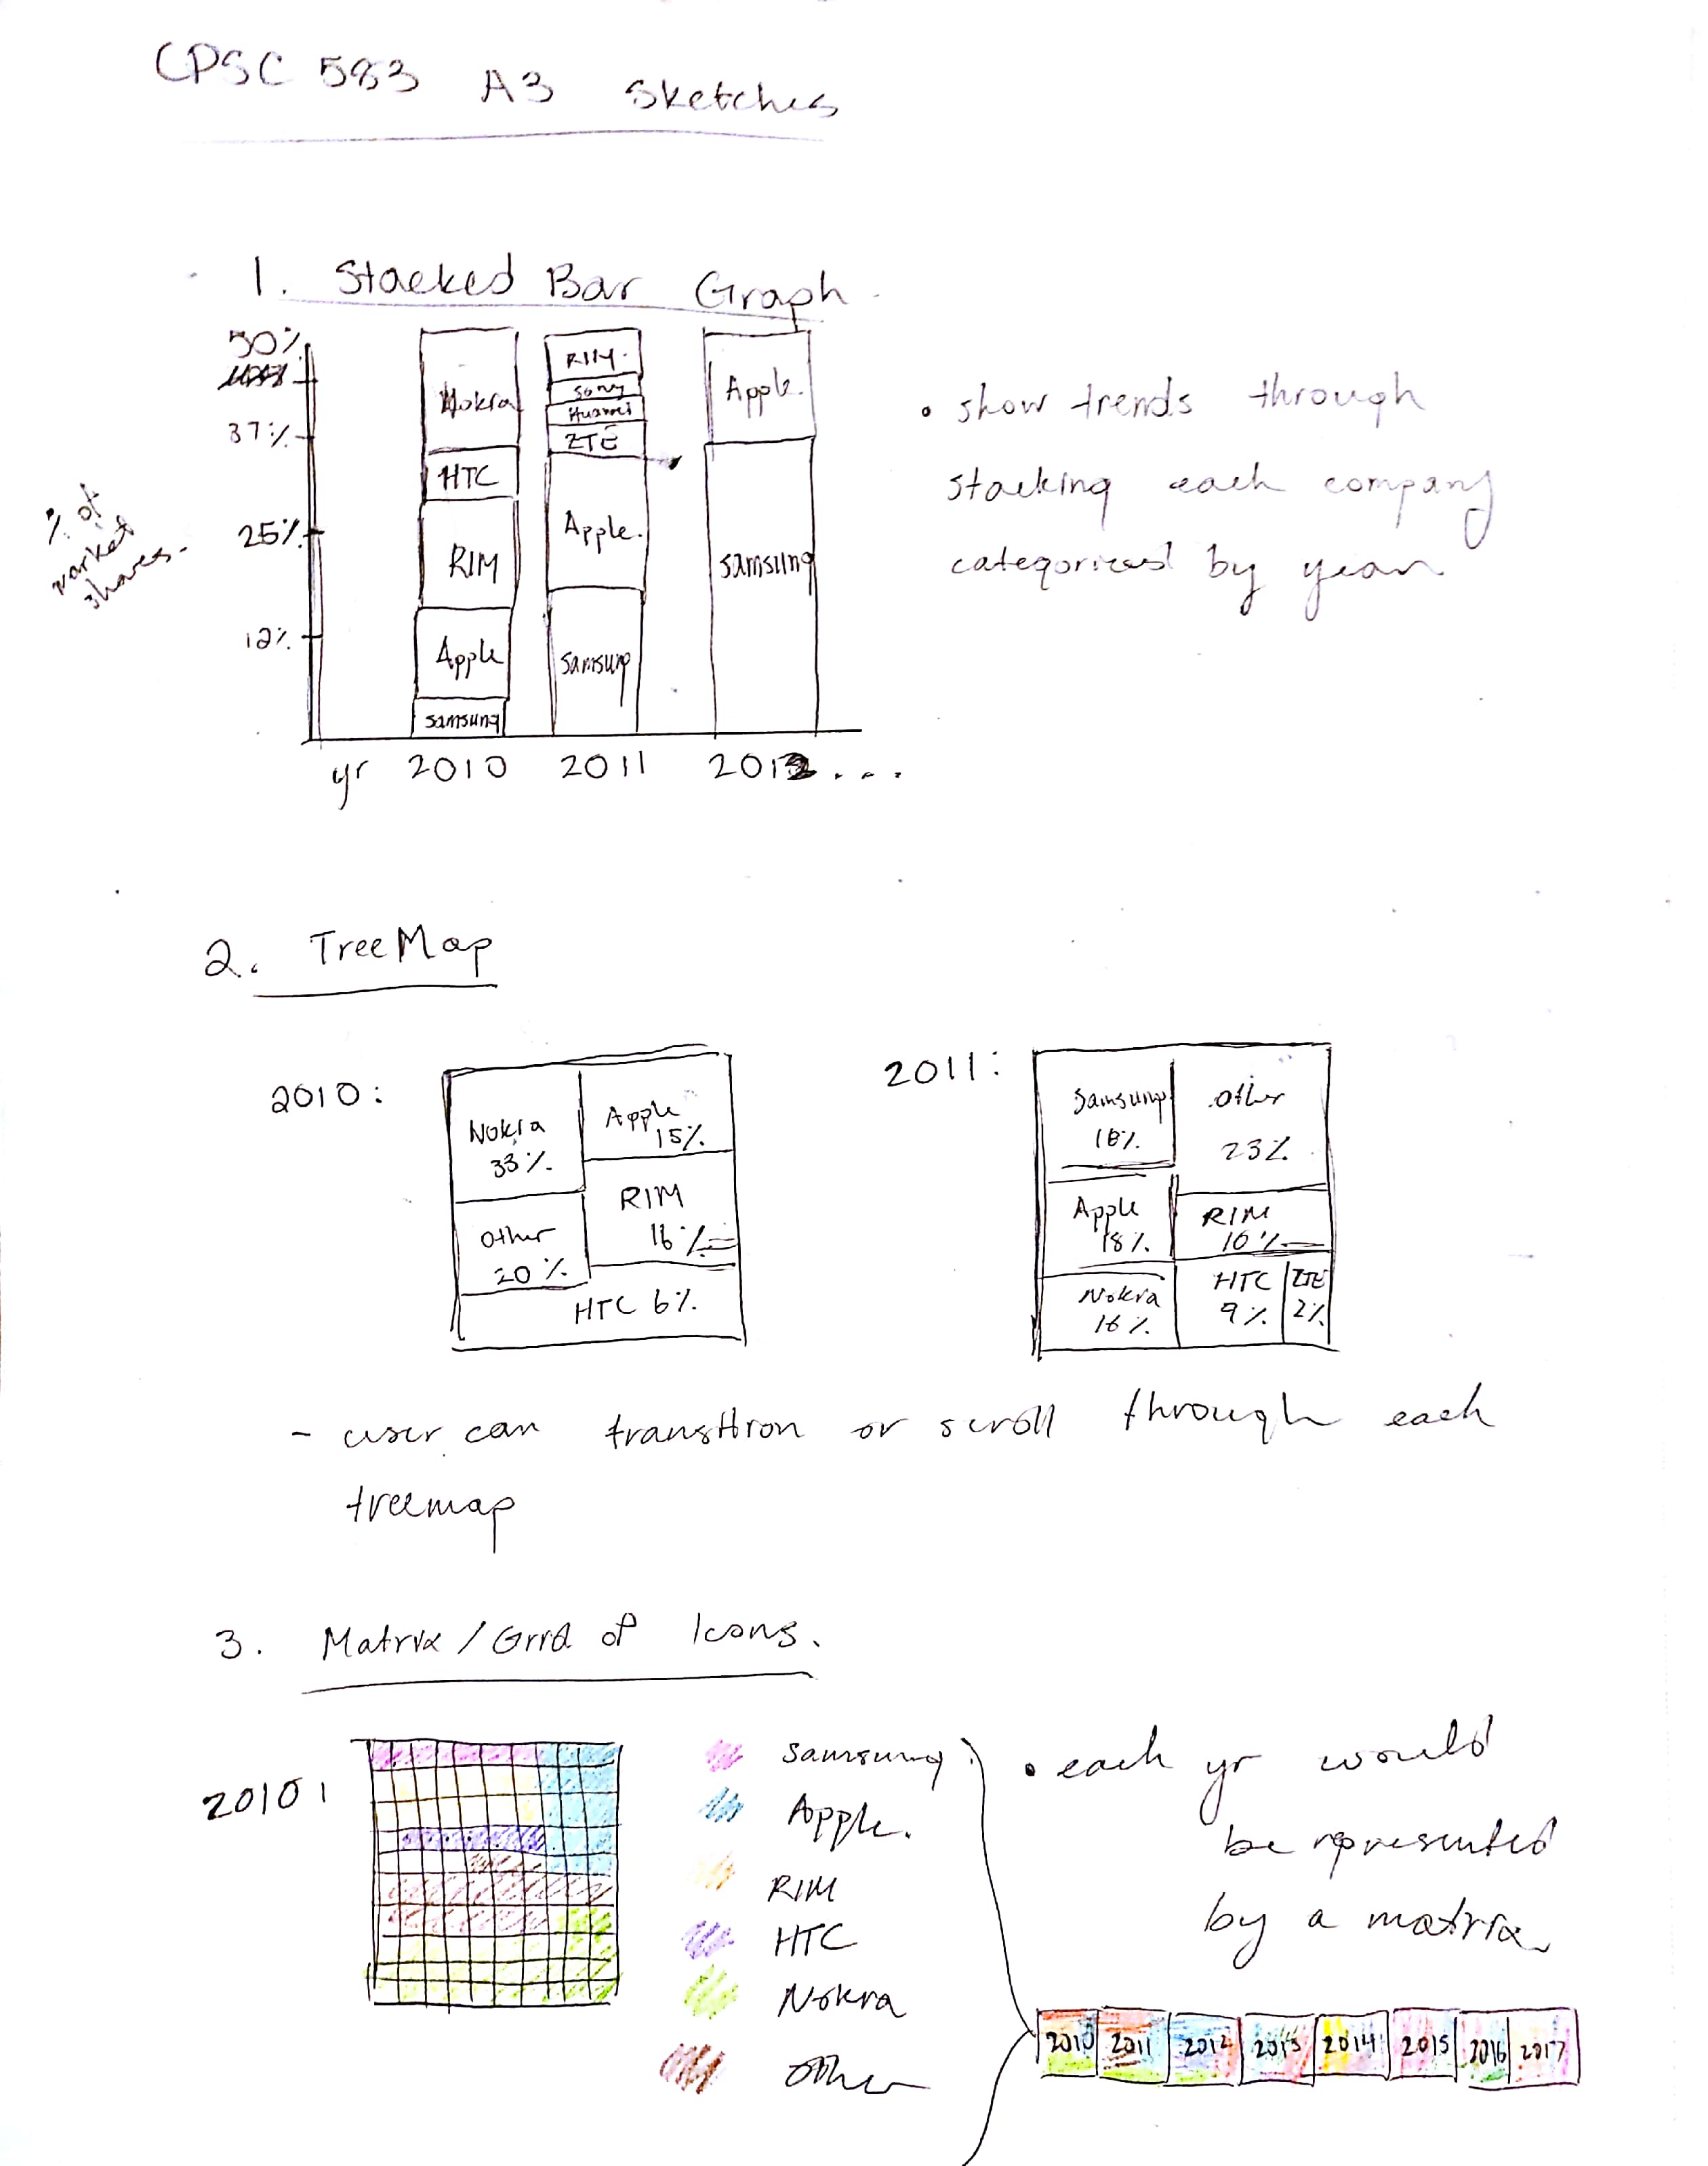 CPSC 583 A3 Sketches
1. Stacked Bar Graph
50%
37%
25%
12%
% of
market
shares
Nokia
HTC
RIM
Apple
Samsung
RIM
Sony
Huawei
ZTE
Apple
Samsung
Apple
Samsung
yr 2010 2011 2012...
• show trends through
stacking each company
categorized by year
2. TreeMap
2010:
Nokia
33%
Apple
15%
RIM
16%
Other
20%
HTC 6%
2011:
Samsung
18%
Other
23%
Apple
18%
RIM
10%
Nokia
16%
HTC
9%
ZTE
2%
- user can transition or scroll through each
treemap
3. Matrix/Grid of Icons.
2010:
Samsung
Apple.
RIM
HTC
Nokia
Other
• each yr would
be represented
by a matrix
2010 2011 2012 2013 2014 2015 2016 2017